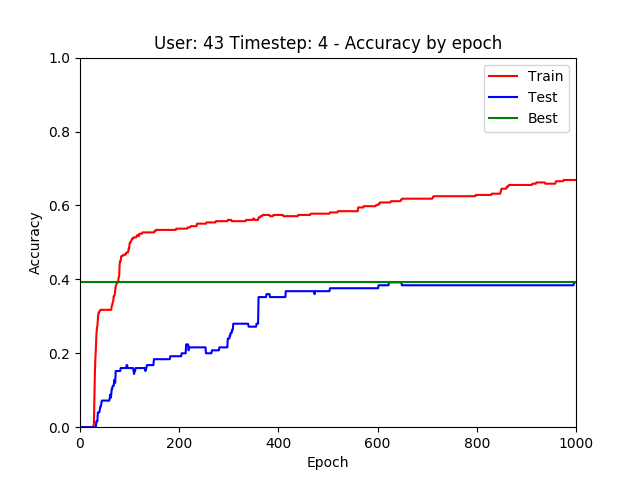 User: 43 Timestep: 4 - Accuracy by epoch
1.0
0.8
0.6
0.4
0.2
0.0
Accuracy
Train
Test
Best
0 200 400 600 800 1000
Epoch